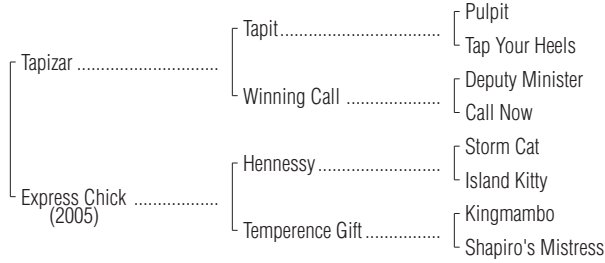 Pulpit
Tapit
Tap Your Heels
Tapizar
Deputy Minister
Winning Call
Call Now
Storm Cat
Hennessy
Island Kitty
Express Chick
(2005)
Kingmambo
Temperence Gift
Shapiro's Mistress